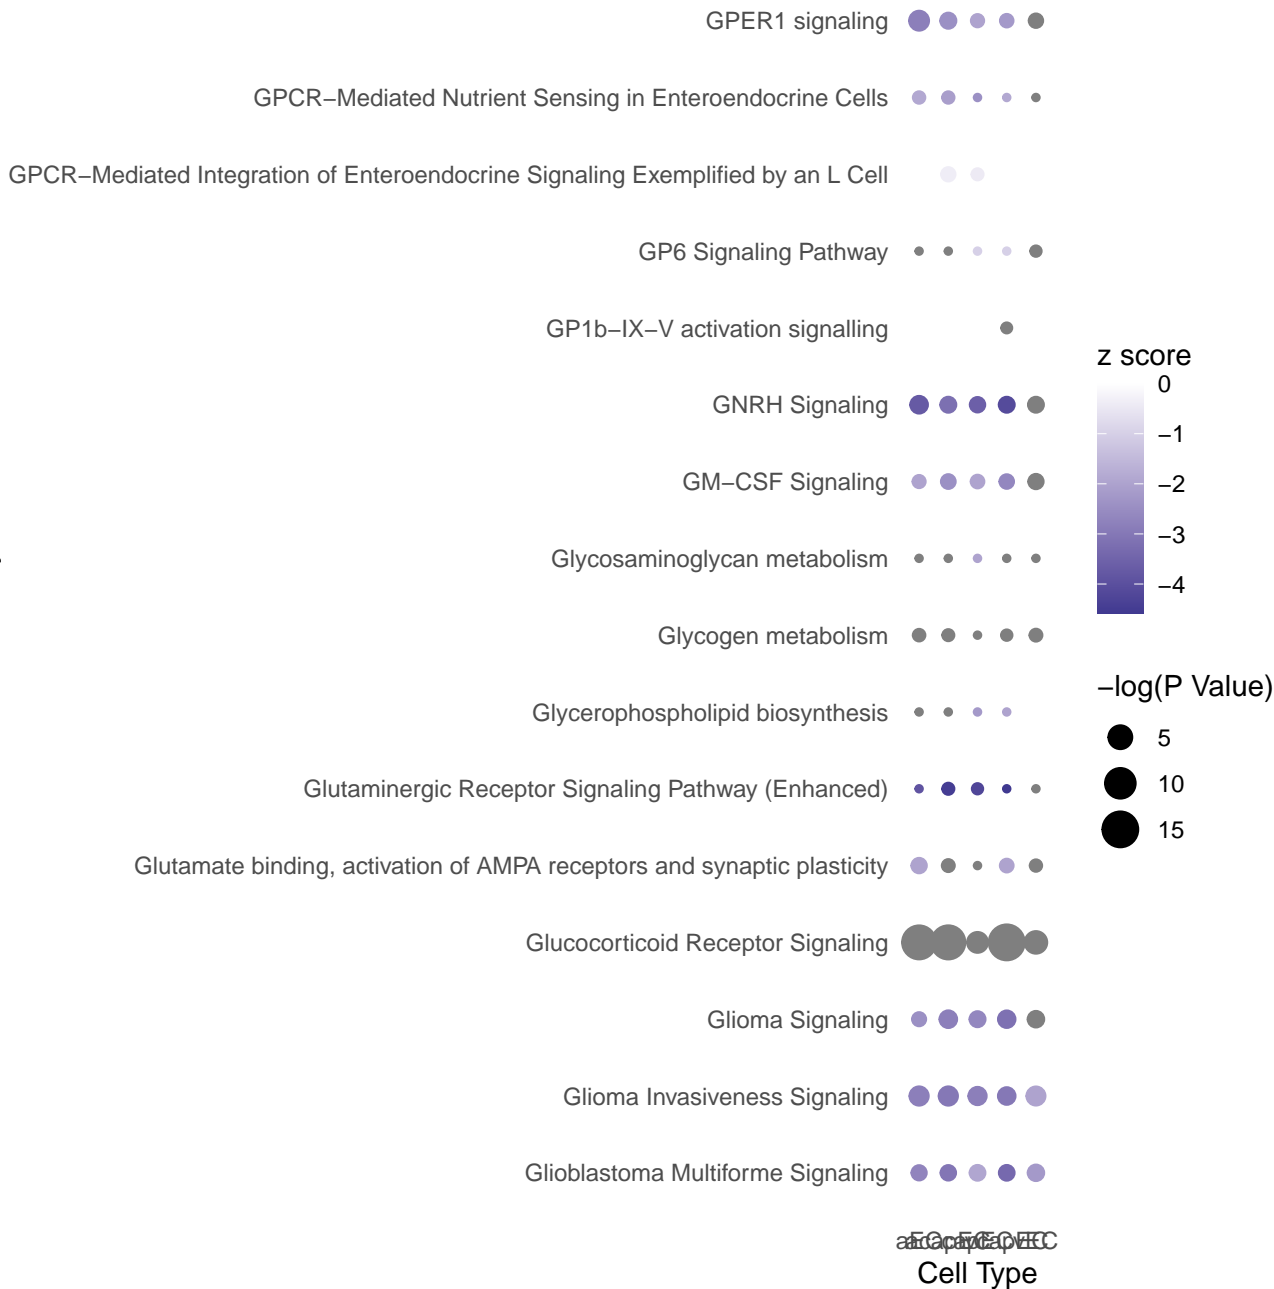 GPER1 signaling
GPCR−Mediated Nutrient Sensing in Enteroendocrine Cells
GPCR−Mediated Integration of Enteroendocrine Signaling Exemplified by an L Cell
GP6 Signaling Pathway
GP1b−IX−V activation signalling
GNRH Signaling
GM−CSF Signaling
Glycosaminoglycan metabolism
Glycogen metabolism
Glycerophospholipid biosynthesis
Glutaminergic Receptor Signaling Pathway (Enhanced)
Glutamate binding, activation of AMPA receptors and synaptic plasticity
Glucocorticoid Receptor Signaling
Glioma Signaling
Glioma Invasiveness Signaling
Glioblastoma Multiforme Signaling
Cell Type
z score
0
−1
−2
−3
−4
−log(P Value)
5
10
15